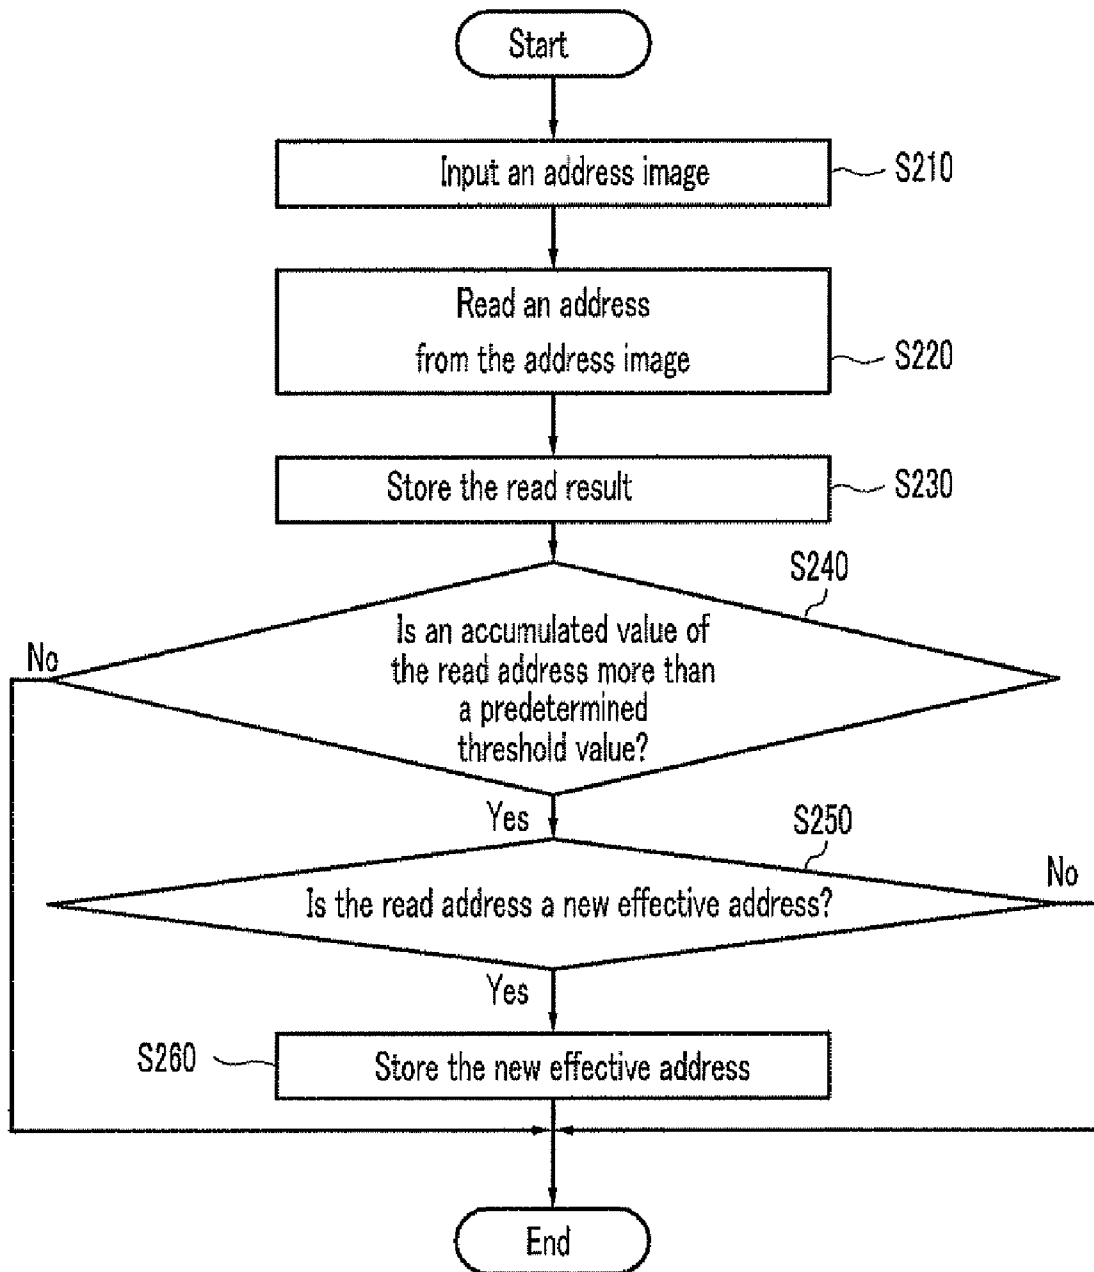 Start
Input an address image
S210
Read an address
from the address image
S220
Store the read result
S230
S240
Is an accumulated value of
the read address more than
a predetermined
threshold value?
No
Yes
S250
Is the read address a new effective address?
No
Yes
S260
Store the new effective address
End